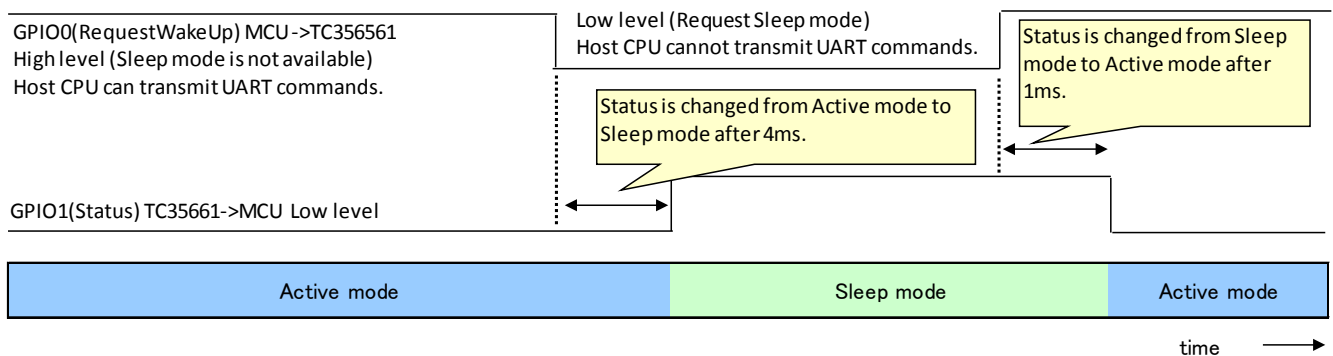 GPIO0(RequestWakeUp) MCU->TC356561
High level (Sleep mode is not available)
Host CPU can transmit UART commands.
Low level (Request Sleep mode)
Host CPU cannot transmit UART commands.
Status is changed from Sleep
mode to Active mode after
1ms.
Status is changed from Active mode to
Sleep mode after 4ms.
GPIO1(Status) TC35661->MCU Low level
Active mode
Sleep mode
Active mode
time